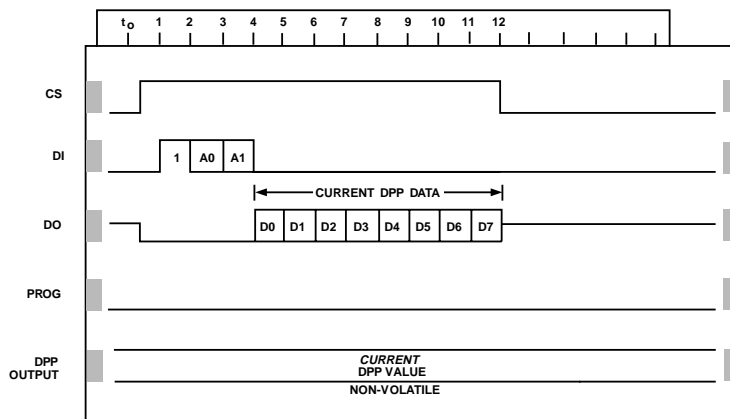 to 1 2 3 4 5 6 7 8 9 10 11 12
CS
DI 1 A0 A1
CURRENT DPP DATA
DO D0 D1 D2 D3 D4 D5 D6 D7
PROG
DPP
OUTPUT
CURRENT
DPP VALUE
NON-VOLATILE